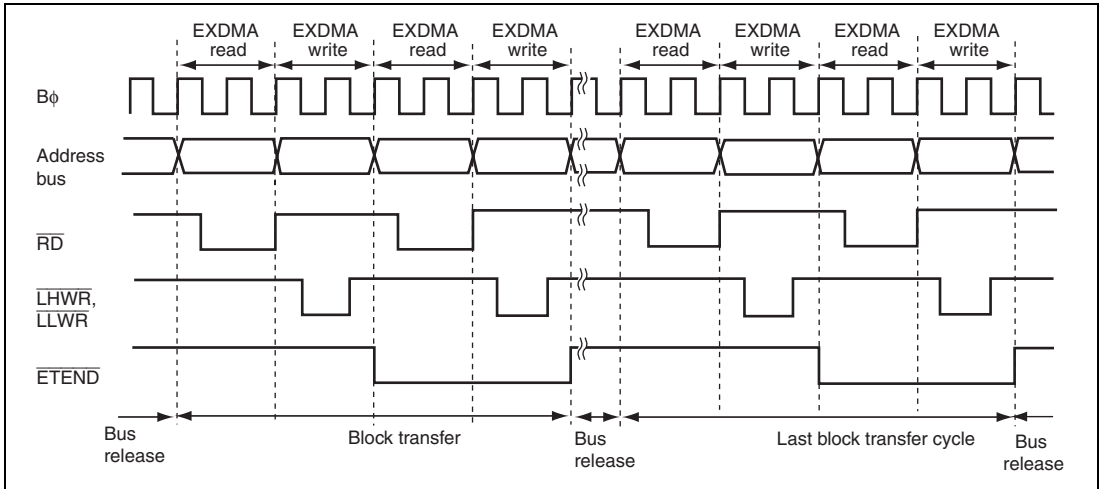 EXDMA read
EXDMA write
EXDMA read
EXDMA write
EXDMA read
EXDMA write
EXDMA read
EXDMA write
Bϕ
Address bus
RD
LHWR,
LLWR
ETEND
Bus release
Block transfer
Bus release
Last block transfer cycle
Bus release